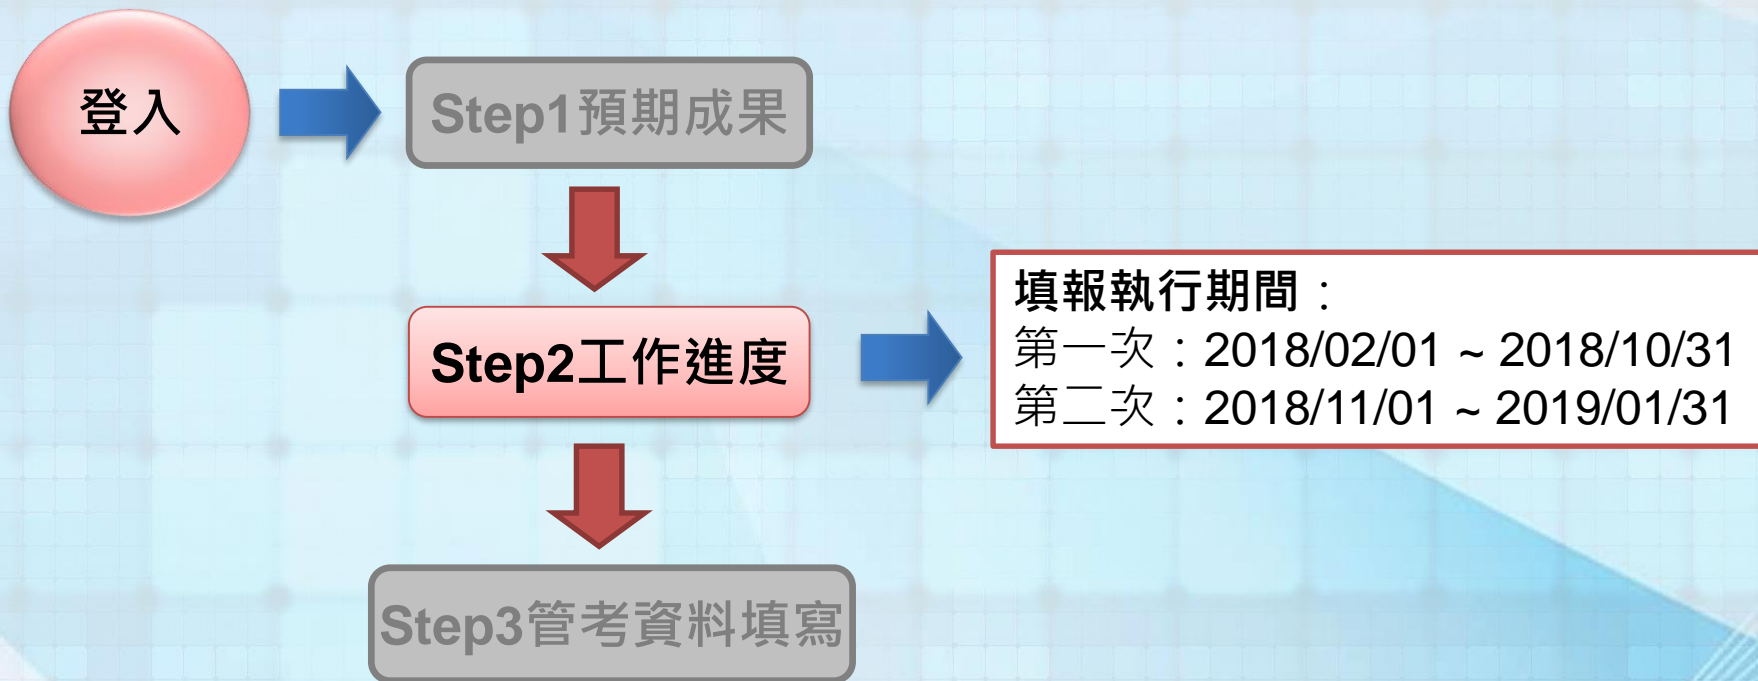 登入
Step1預期成果
Step2工作進度
填報執行期間：
第一次：2018/02/01 ~ 2018/10/31
第二次：2018/11/01 ~ 2019/01/31
Step3管考資料填寫